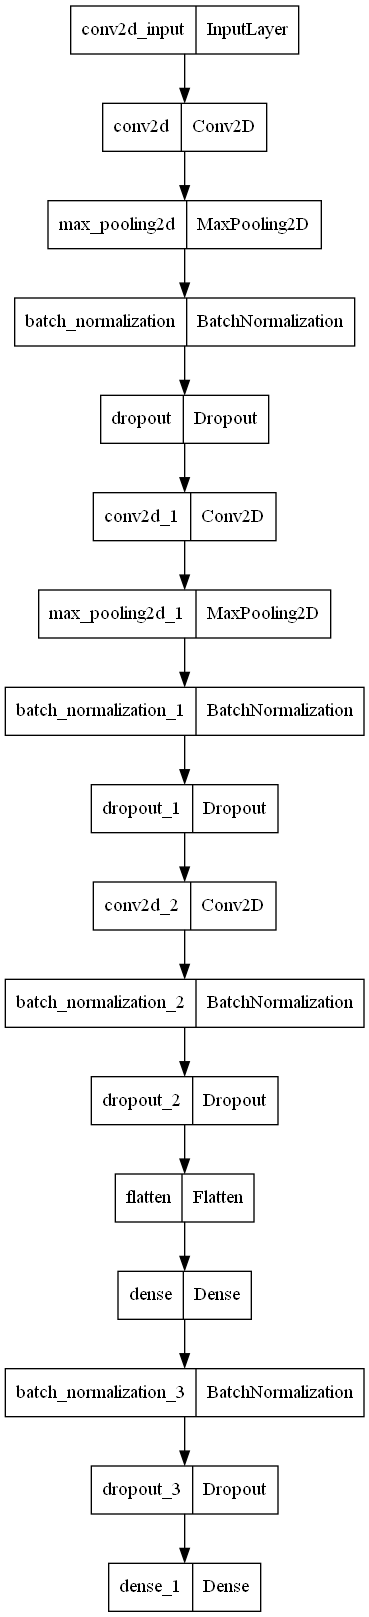 conv2d_input InputLayer
conv2d Conv2D
max_pooling2d MaxPooling2D
batch_normalization BatchNormalization
dropout Dropout
conv2d_1 Conv2D
max_pooling2d_1 MaxPooling2D
batch_normalization_1 BatchNormalization
dropout_1 Dropout
conv2d_2 Conv2D
batch_normalization_2 BatchNormalization
dropout_2 Dropout
flatten Flatten
dense Dense
batch_normalization_3 BatchNormalization
dropout_3 Dropout
dense_1 Dense